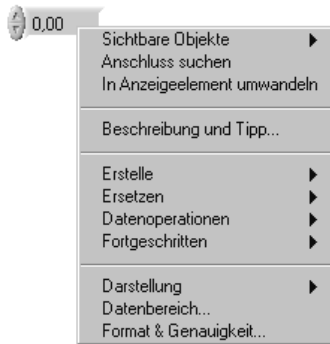 0,00
Sichtbare Objekte
Anschluss suchen
In Anzeigeelement umwandeln
Beschreibung und Tipp...
Erstelle
Ersetzen
Datenoperationen
Fortgeschritten
Darstellung
Datenbereich...
Format & Genauigkeit...